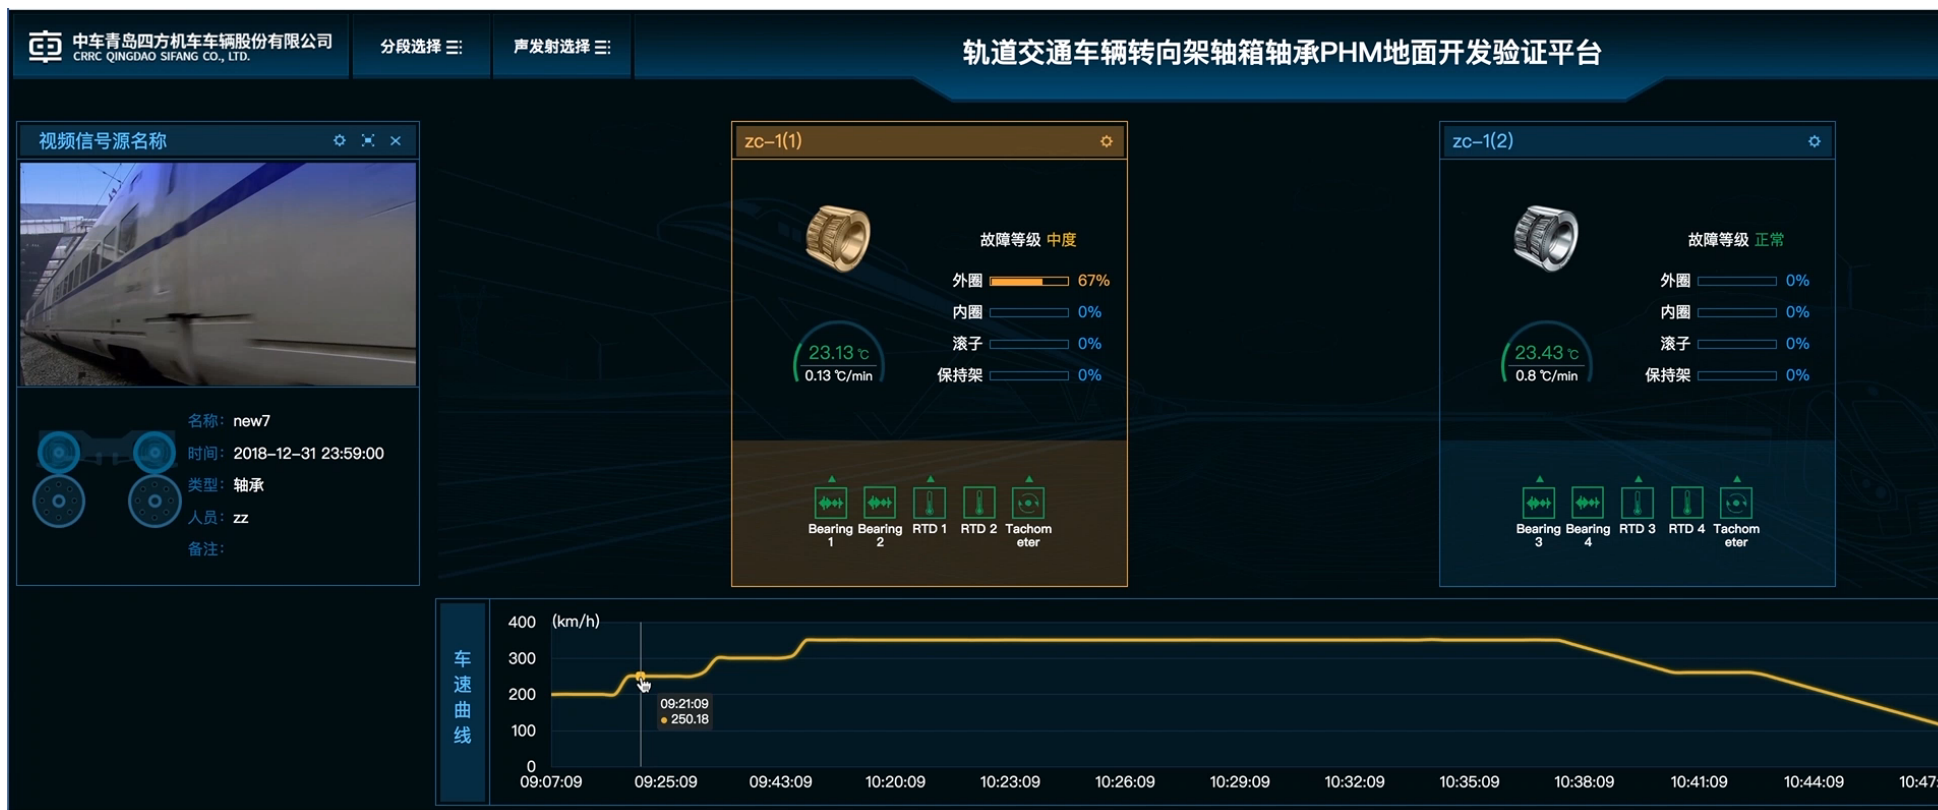 中车青岛四方机车车辆股份有限公司
CRRC QINGDAO SIFANG CO., LTD.
分段选择
声发射选择
轨道交通车辆转向架轴箱轴承PHM地面开发验证平台
视频信号源名称
名称: new7
时间: 2018-12-31 23:59:00
类型: 轴承
人员: zz
备注:
zc-1(1)
故障等级 中度
外圈 67%
内圈 0%
滚子 0%
保持架 0%
23.13 ℃
0.13 ℃/min
Bearing 1
Bearing 2
RTD 1
RTD 2
Tachometer
zc-1(2)
故障等级 正常
外圈 0%
内圈 0%
滚子 0%
保持架 0%
23.43 ℃
0.8 ℃/min
Bearing 3
Bearing 4
RTD 3
RTD 4
Tachometer
车速曲线
(km/h)
400
300
200
100
0
09:21:09
250.18
09:07:09 09:25:09 09:43:09 10:20:09 10:23:09 10:26:09 10:29:09 10:32:09 10:35:09 10:38:09 10:41:09 10:44:09 10:47: